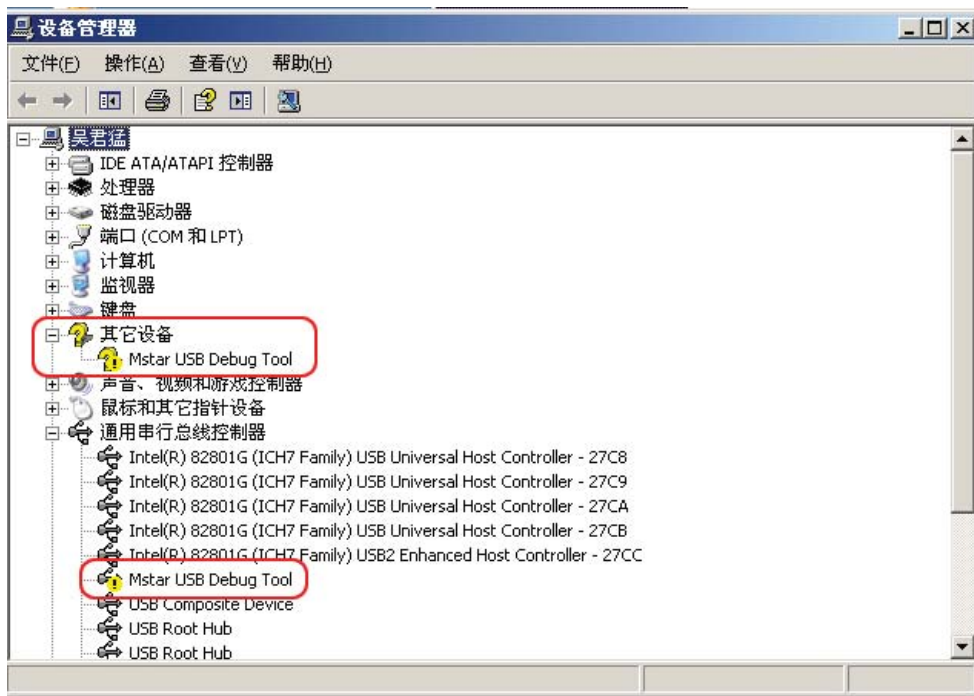 设备管理器
文件(F) 操作(A) 查看(V) 帮助(H)
吴君猛
IDE ATA/ATAPI 控制器
处理器
磁盘驱动器
端口 (COM 和 LPT)
计算机
监视器
键盘
其它设备
Mstar USB Debug Tool
声音、视频和游戏控制器
鼠标和其它指针设备
通用串行总线控制器
Intel(R) 82801G (ICH7 Family) USB Universal Host Controller - 27C8
Intel(R) 82801G (ICH7 Family) USB Universal Host Controller - 27C9
Intel(R) 82801G (ICH7 Family) USB Universal Host Controller - 27CA
Intel(R) 82801G (ICH7 Family) USB Universal Host Controller - 27CB
Intel(R) 82801G (ICH7 Family) USB2 Enhanced Host Controller - 27CC
Mstar USB Debug Tool
USB Composite Device
USB Root Hub
USB Root Hub